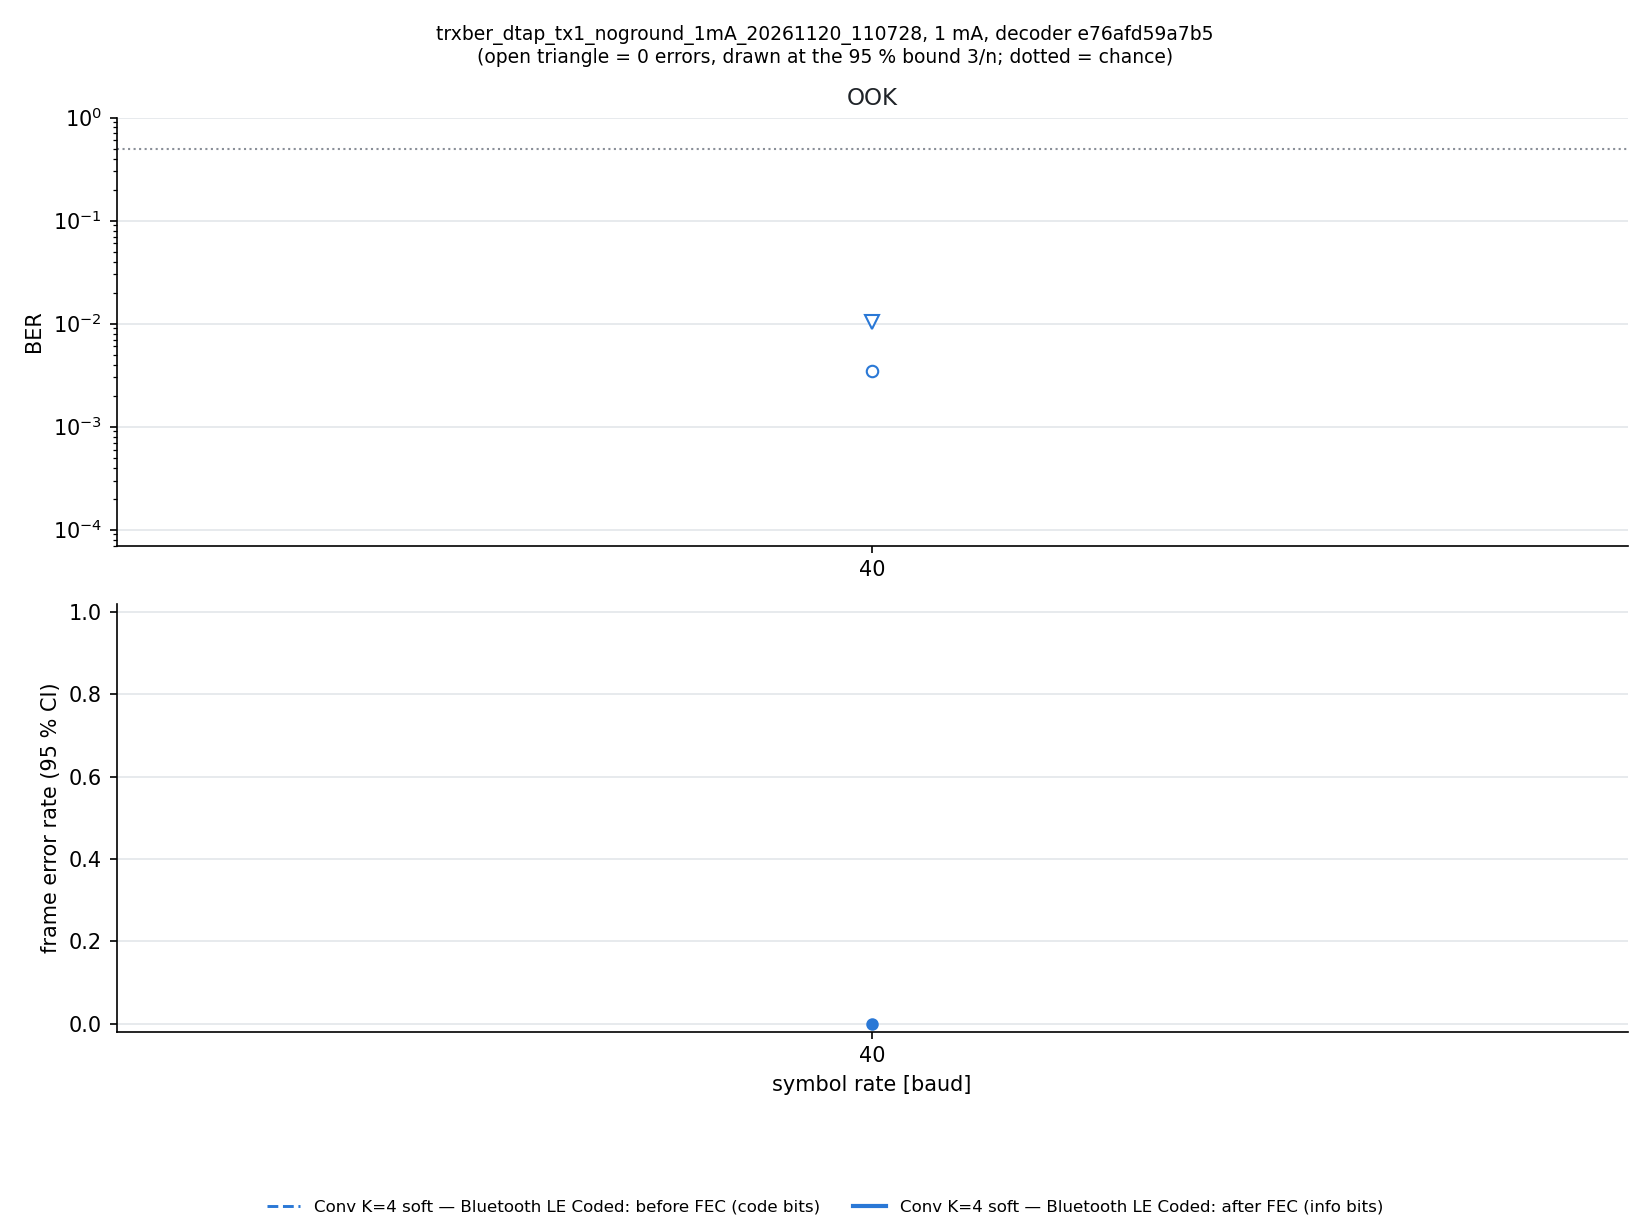 trxber_dtap_tx1_noground_1mA_20261120_110728, 1 mA, decoder e76afd59a7b5
(open triangle = 0 errors, drawn at the 95 % bound 3/n; dotted = chance)
OOK
10⁰
10⁻¹
10⁻²
10⁻³
10⁻⁴
BER
40
1.0
0.8
0.6
0.4
0.2
0.0
frame error rate (95 % CI)
40
symbol rate [baud]
Conv K=4 soft — Bluetooth LE Coded: before FEC (code bits)
Conv K=4 soft — Bluetooth LE Coded: after FEC (info bits)